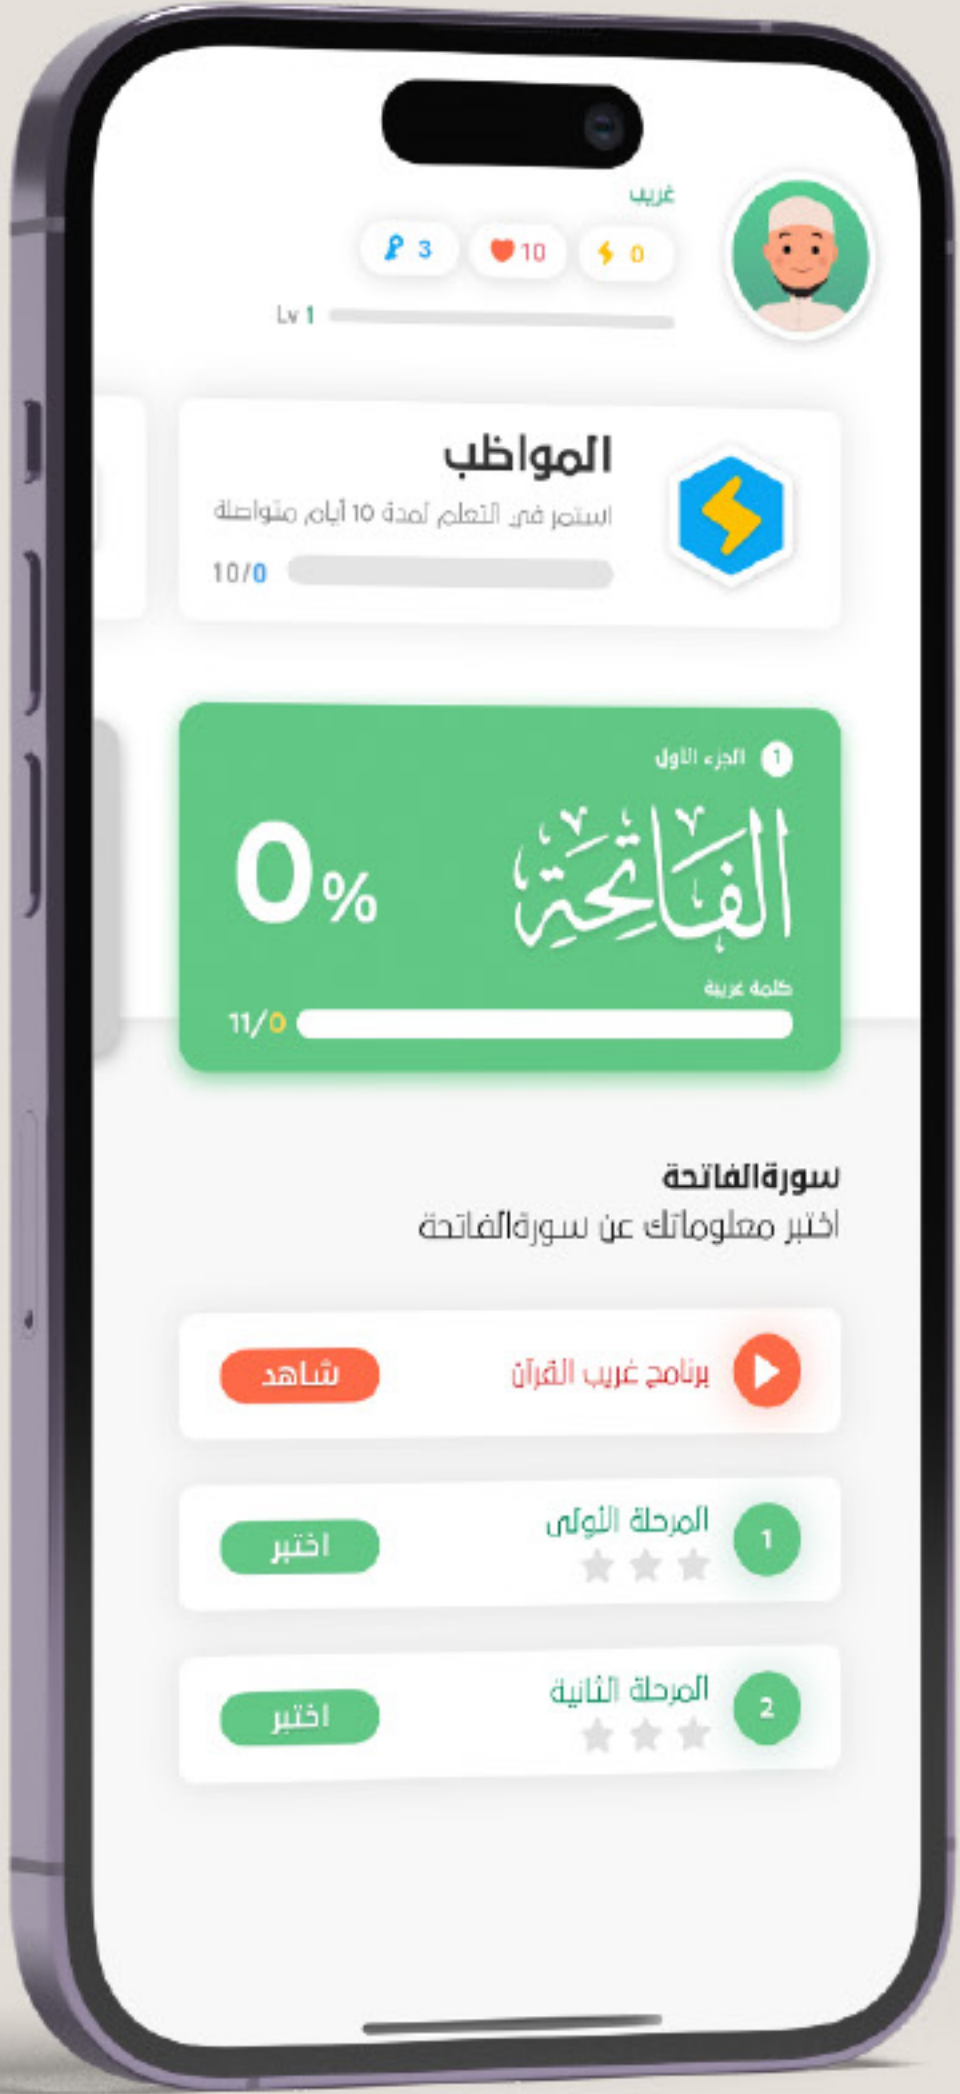 غريب
0
10
3
Lv 1
المواظب
استمر في التعلم لمدة 10 أيام متواصلة
10/0
1 الجزء الأول
الفَاتِحَةِ
0%
كلمة غريبة
11/0
سورةالفاتحة
اختبر معلوماتك عن سورةالفاتحة
برنامج غريب القرآن
شاهد
1 المرحلة الأولى
اختبر
2 المرحلة الثانية
اختبر